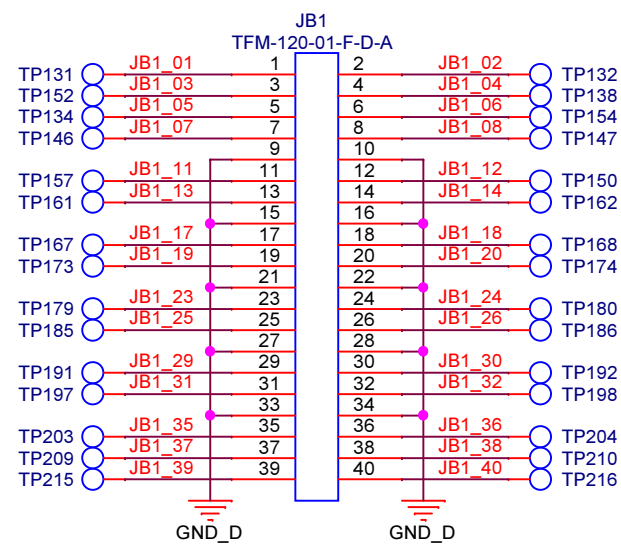 JB1
TFM-120-01-F-D-A
TP131 JB1_01 1 2 JB1_02 TP132
TP152 JB1_03 3 4 JB1_04 TP138
TP134 JB1_05 5 6 JB1_06 TP154
TP146 JB1_07 7 8 JB1_08 TP147
9 10
TP157 JB1_11 11 12 JB1_12 TP150
TP161 JB1_13 13 14 JB1_14 TP162
15 16
TP167 JB1_17 17 18 JB1_18 TP168
TP173 JB1_19 19 20 JB1_20 TP174
21 22
TP179 JB1_23 23 24 JB1_24 TP180
TP185 JB1_25 25 26 JB1_26 TP186
27 28
TP191 JB1_29 29 30 JB1_30 TP192
TP197 JB1_31 31 32 JB1_32 TP198
33 34
TP203 JB1_35 35 36 JB1_36 TP204
TP209 JB1_37 37 38 JB1_38 TP210
TP215 JB1_39 39 40 JB1_40 TP216
GND_D GND_D